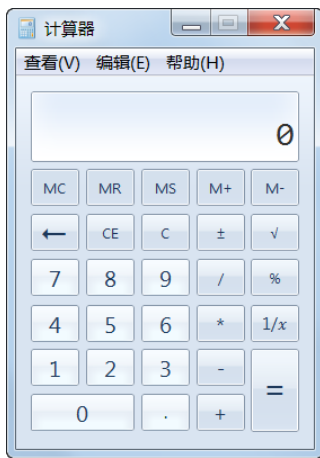 计算器
查看(V) 编辑(E) 帮助(H)
0
MC MR MS M+ M-
← CE C ± √
7 8 9 / %
4 5 6 * 1/x
1 2 3 - =
0 . +